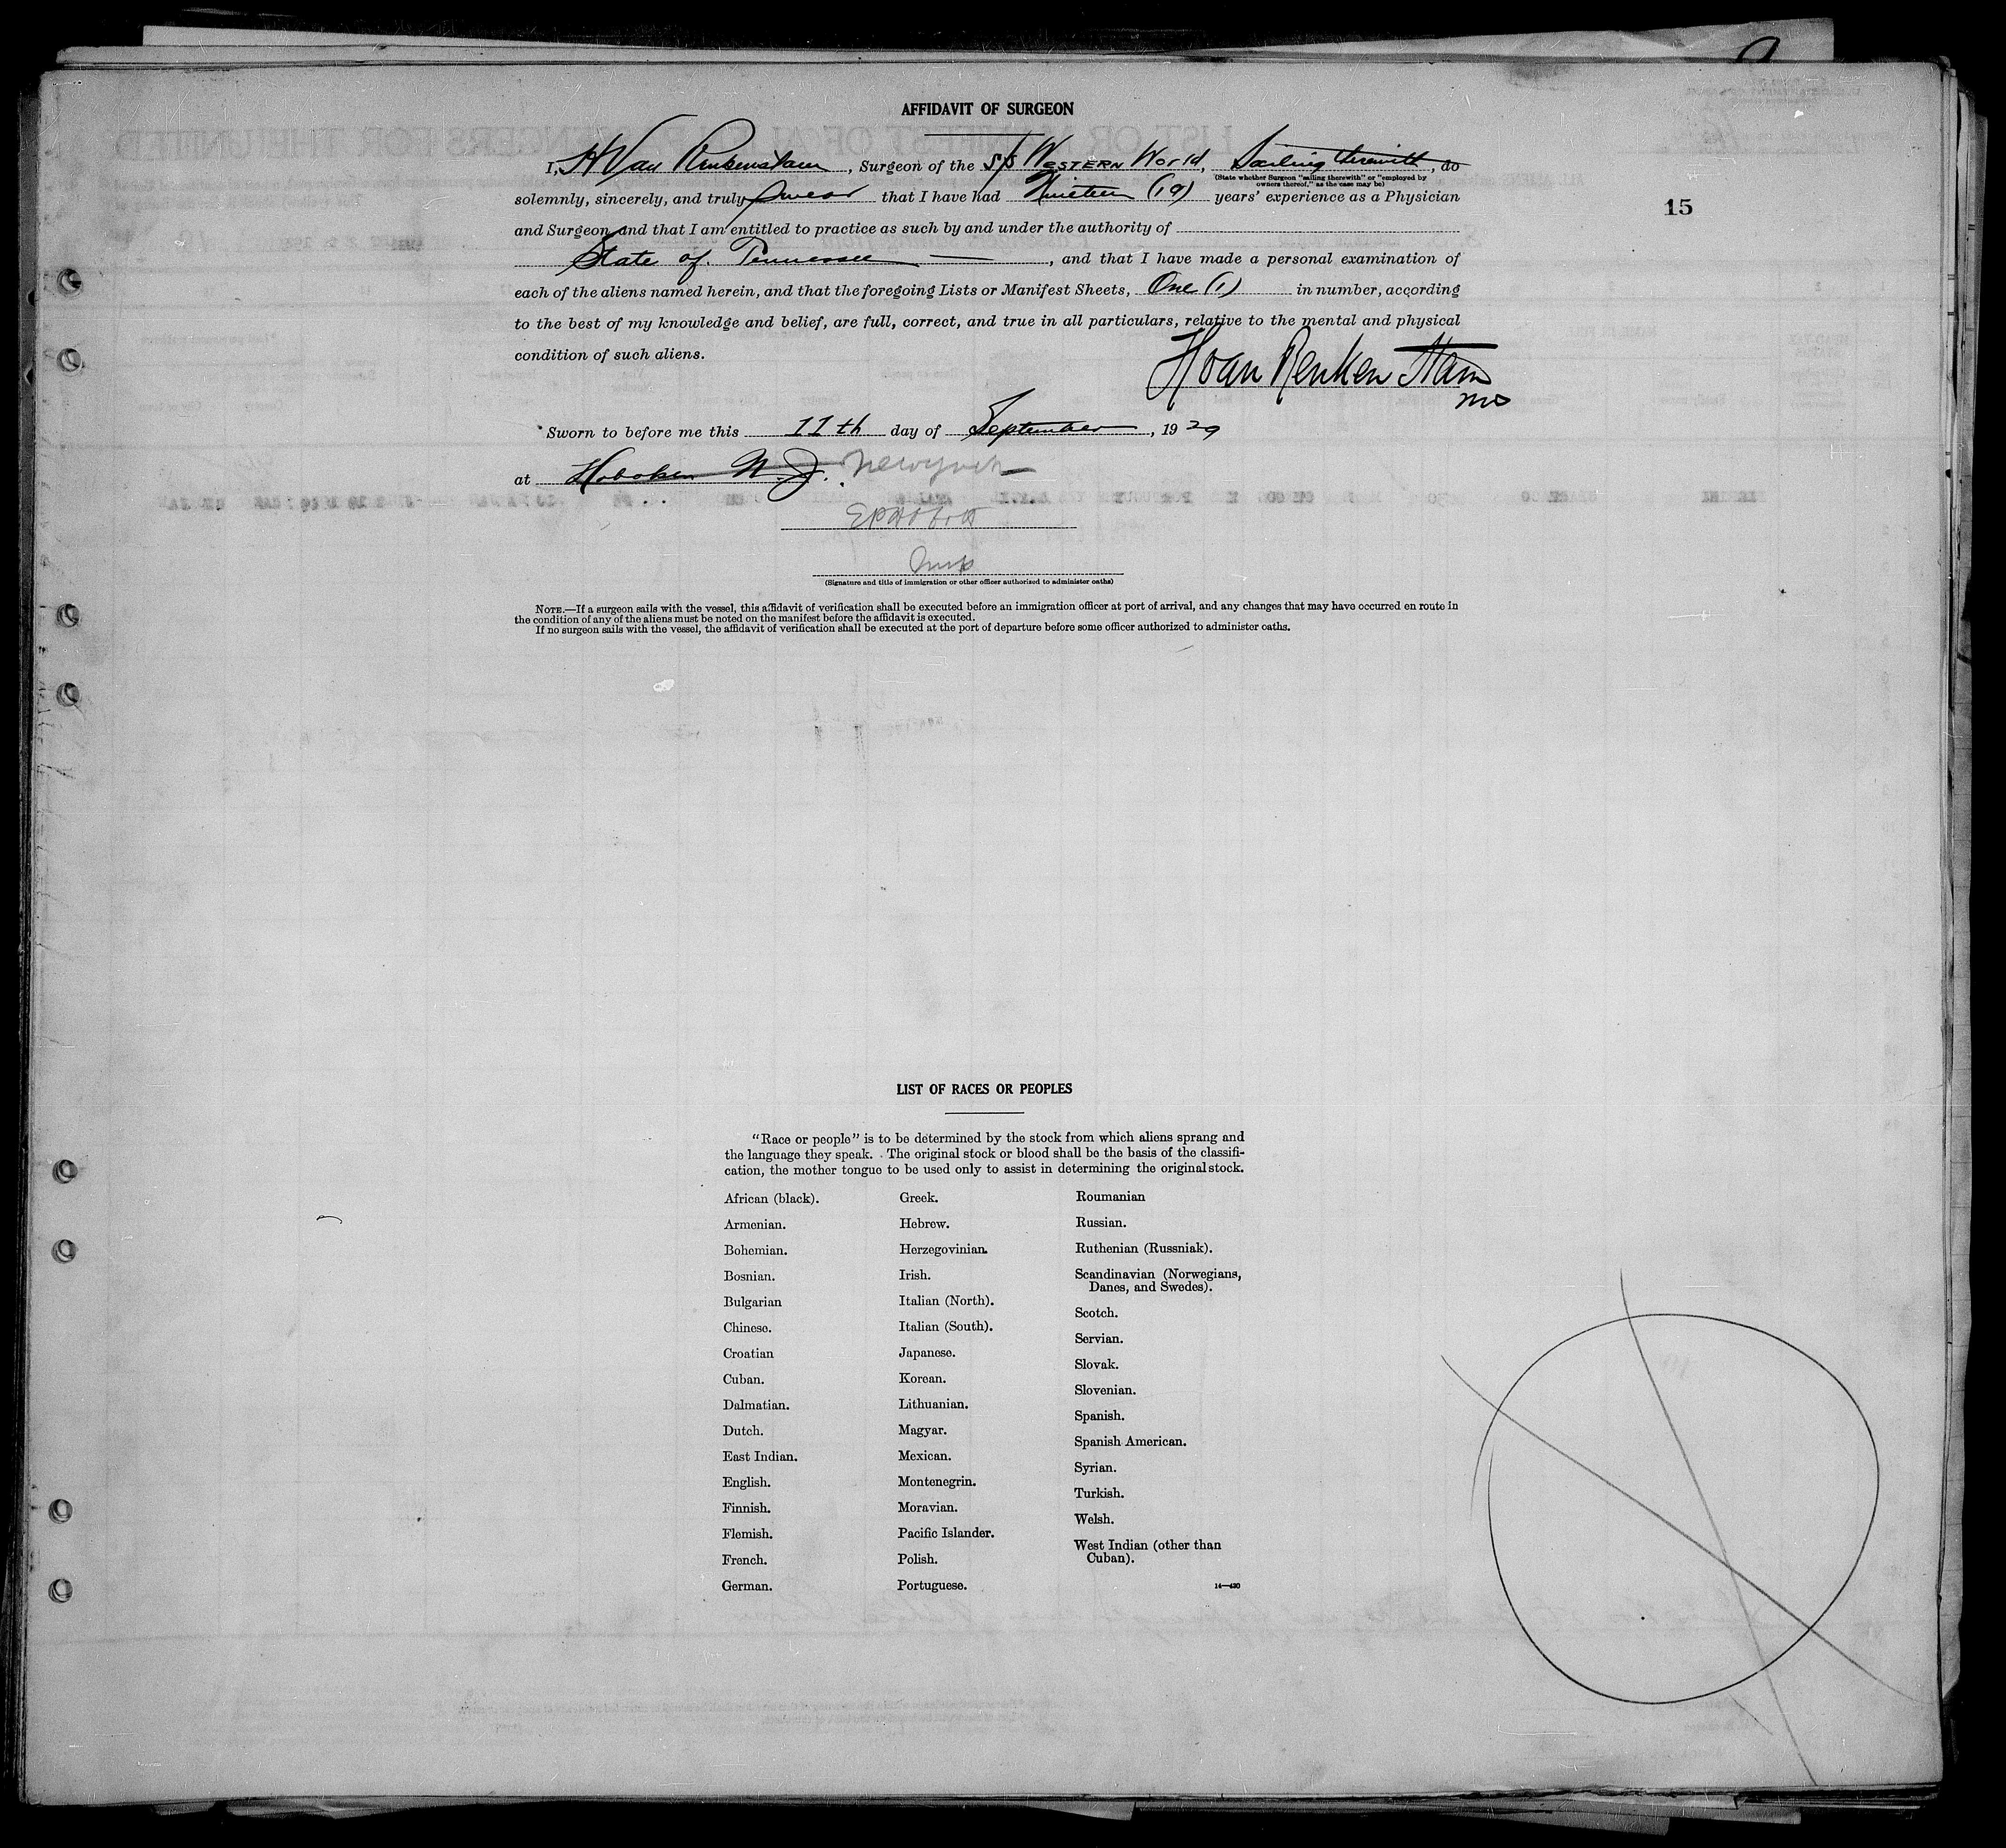 AFFIDAVIT OF SURGEON
I, H Van , Surgeon of the S/S WESTERN WORLD, Sailing therewith, do
(State whether Surgeon "sailing therewith" or "employed by
owners thereof," as the case may be)
15
solemnly, sincerely, and truly swear that I have had Nineteen (19) years' experience as a Physician
and Surgeon and that I am entitled to practice as such by and under the authority of
State of Tennessee, and that I have made a personal examination of
each of the aliens named herein, and that the foregoing Lists or Manifest Sheets, One (1) in number, according
to the best of my knowledge and belief, are full, correct, and true in all particulars, relative to the mental and physical
condition of such aliens.
H van
MD
Sworn to before me this 11th day of September, 1929
at Hoboken N. J. New York
(Signature and title of immigration or other officer authorized to administer oaths)
NOTE.—If a surgeon sails with the vessel, this affidavit of verification shall be executed before an immigration officer at port of arrival, and any changes that may have occurred en route in
the condition of any of the aliens must be noted on the manifest before the affidavit is executed.
If no surgeon sails with the vessel, the affidavit of verification shall be executed at the port of departure before some officer authorized to administer oaths.
LIST OF RACES OR PEOPLES
"Race or people" is to be determined by the stock from which aliens sprang and
the language they speak. The original stock or blood shall be the basis of the classifi-
cation, the mother tongue to be used only to assist in determining the original stock.
African (black).
Armenian.
Bohemian.
Bosnian.
Bulgarian
Chinese.
Croatian
Cuban.
Dalmatian.
Dutch.
East Indian.
English.
Finnish.
Flemish.
French.
German.
Greek.
Hebrew.
Herzegovinian.
Irish.
Italian (North).
Italian (South).
Japanese.
Korean.
Lithuanian.
Magyar.
Mexican.
Montenegrin.
Moravian.
Pacific Islander.
Polish.
Portuguese.
Roumanian
Russian.
Ruthenian (Russniak).
Scandinavian (Norwegians,
Danes, and Swedes).
Scotch.
Servian.
Slovak.
Slovenian.
Spanish.
Spanish American.
Syrian.
Turkish.
Welsh.
West Indian (other than
Cuban).
14—430